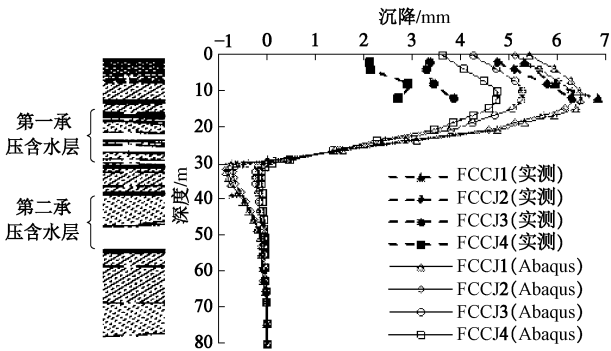 沉降/mm
−1 0 1 2 3 4 5 6 7
0
10
20
30
40
50
60
70
80
深度/m
第一承
压含水层
第二承
压含水层
FCCJ1(实测)
FCCJ2(实测)
FCCJ3(实测)
FCCJ4(实测)
FCCJ1(Abaqus)
FCCJ2(Abaqus)
FCCJ3(Abaqus)
FCCJ4(Abaqus)